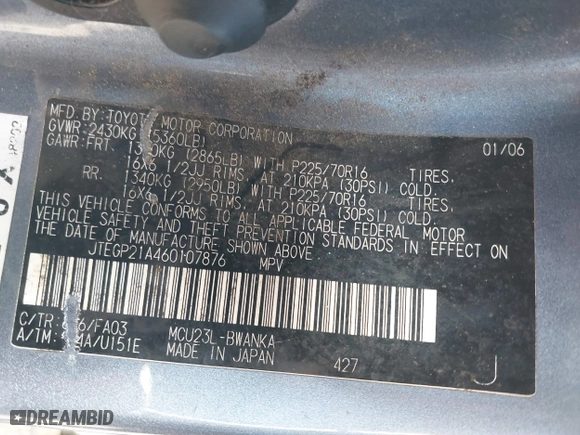 MFD. BY: TOYOTA MOTOR CORPORATION 01/06
GVWR: 2430KG (5360LB)
GAWR: FRT. 1300KG (2865LB) WITH P225/70R16 TIRES.
16X6 1/2JJ RIMS, AT 210KPA (30PSI) COLD.
RR. 1340KG (2950LB) WITH P225/70R16 TIRES.
16X6 1/2JJ RIMS, AT 210KPA (30PSI) COLD.
THIS VEHICLE CONFORMS TO ALL APPLICABLE FEDERAL MOTOR
VEHICLE SAFETY AND THEFT PREVENTION STANDARDS IN EFFECT ON
THE DATE OF MANUFACTURE SHOWN ABOVE.
JTEGP21A460107876 MPV
C/TR: /FA03 MCU23L-BWANKA-
A/TM: /U151E MADE IN JAPAN 427 J
DREAMBID